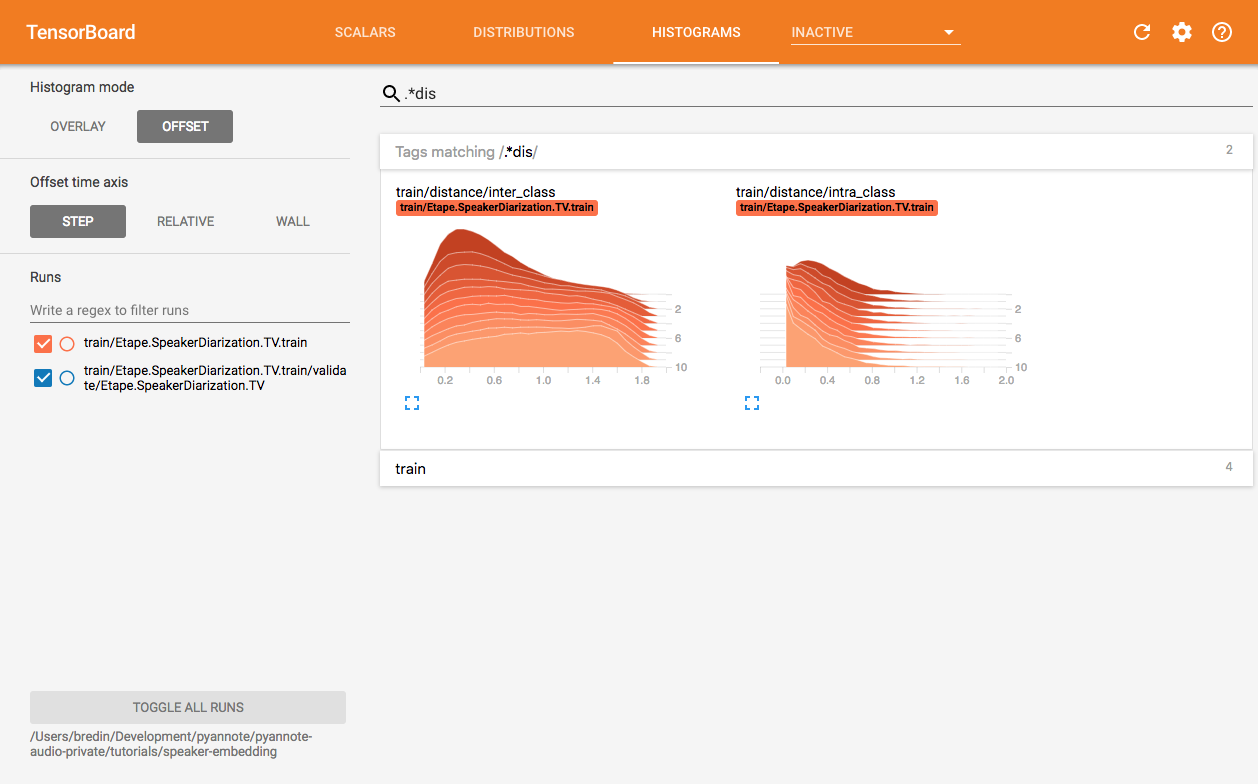 TensorBoard
SCALARS
DISTRIBUTIONS
HISTOGRAMS
INACTIVE
Histogram mode
OVERLAY
OFFSET
Offset time axis
STEP
RELATIVE
WALL
Runs
Write a regex to filter runs
train/Etape.SpeakerDiarization.TV.train
train/Etape.SpeakerDiarization.TV.train/valida
te/Etape.SpeakerDiarization.TV
TOGGLE ALL RUNS
/Users/bredin/Development/pyannote/pyannote-
audio-private/tutorials/speaker-embedding
.*dis
Tags matching /.*dis/
2
train/distance/inter_class
train/Etape.SpeakerDiarization.TV.train
2
6
10
0.2 0.6 1.0 1.4 1.8
train/distance/intra_class
train/Etape.SpeakerDiarization.TV.train
2
6
10
0.0 0.4 0.8 1.2 1.6 2.0
train
4